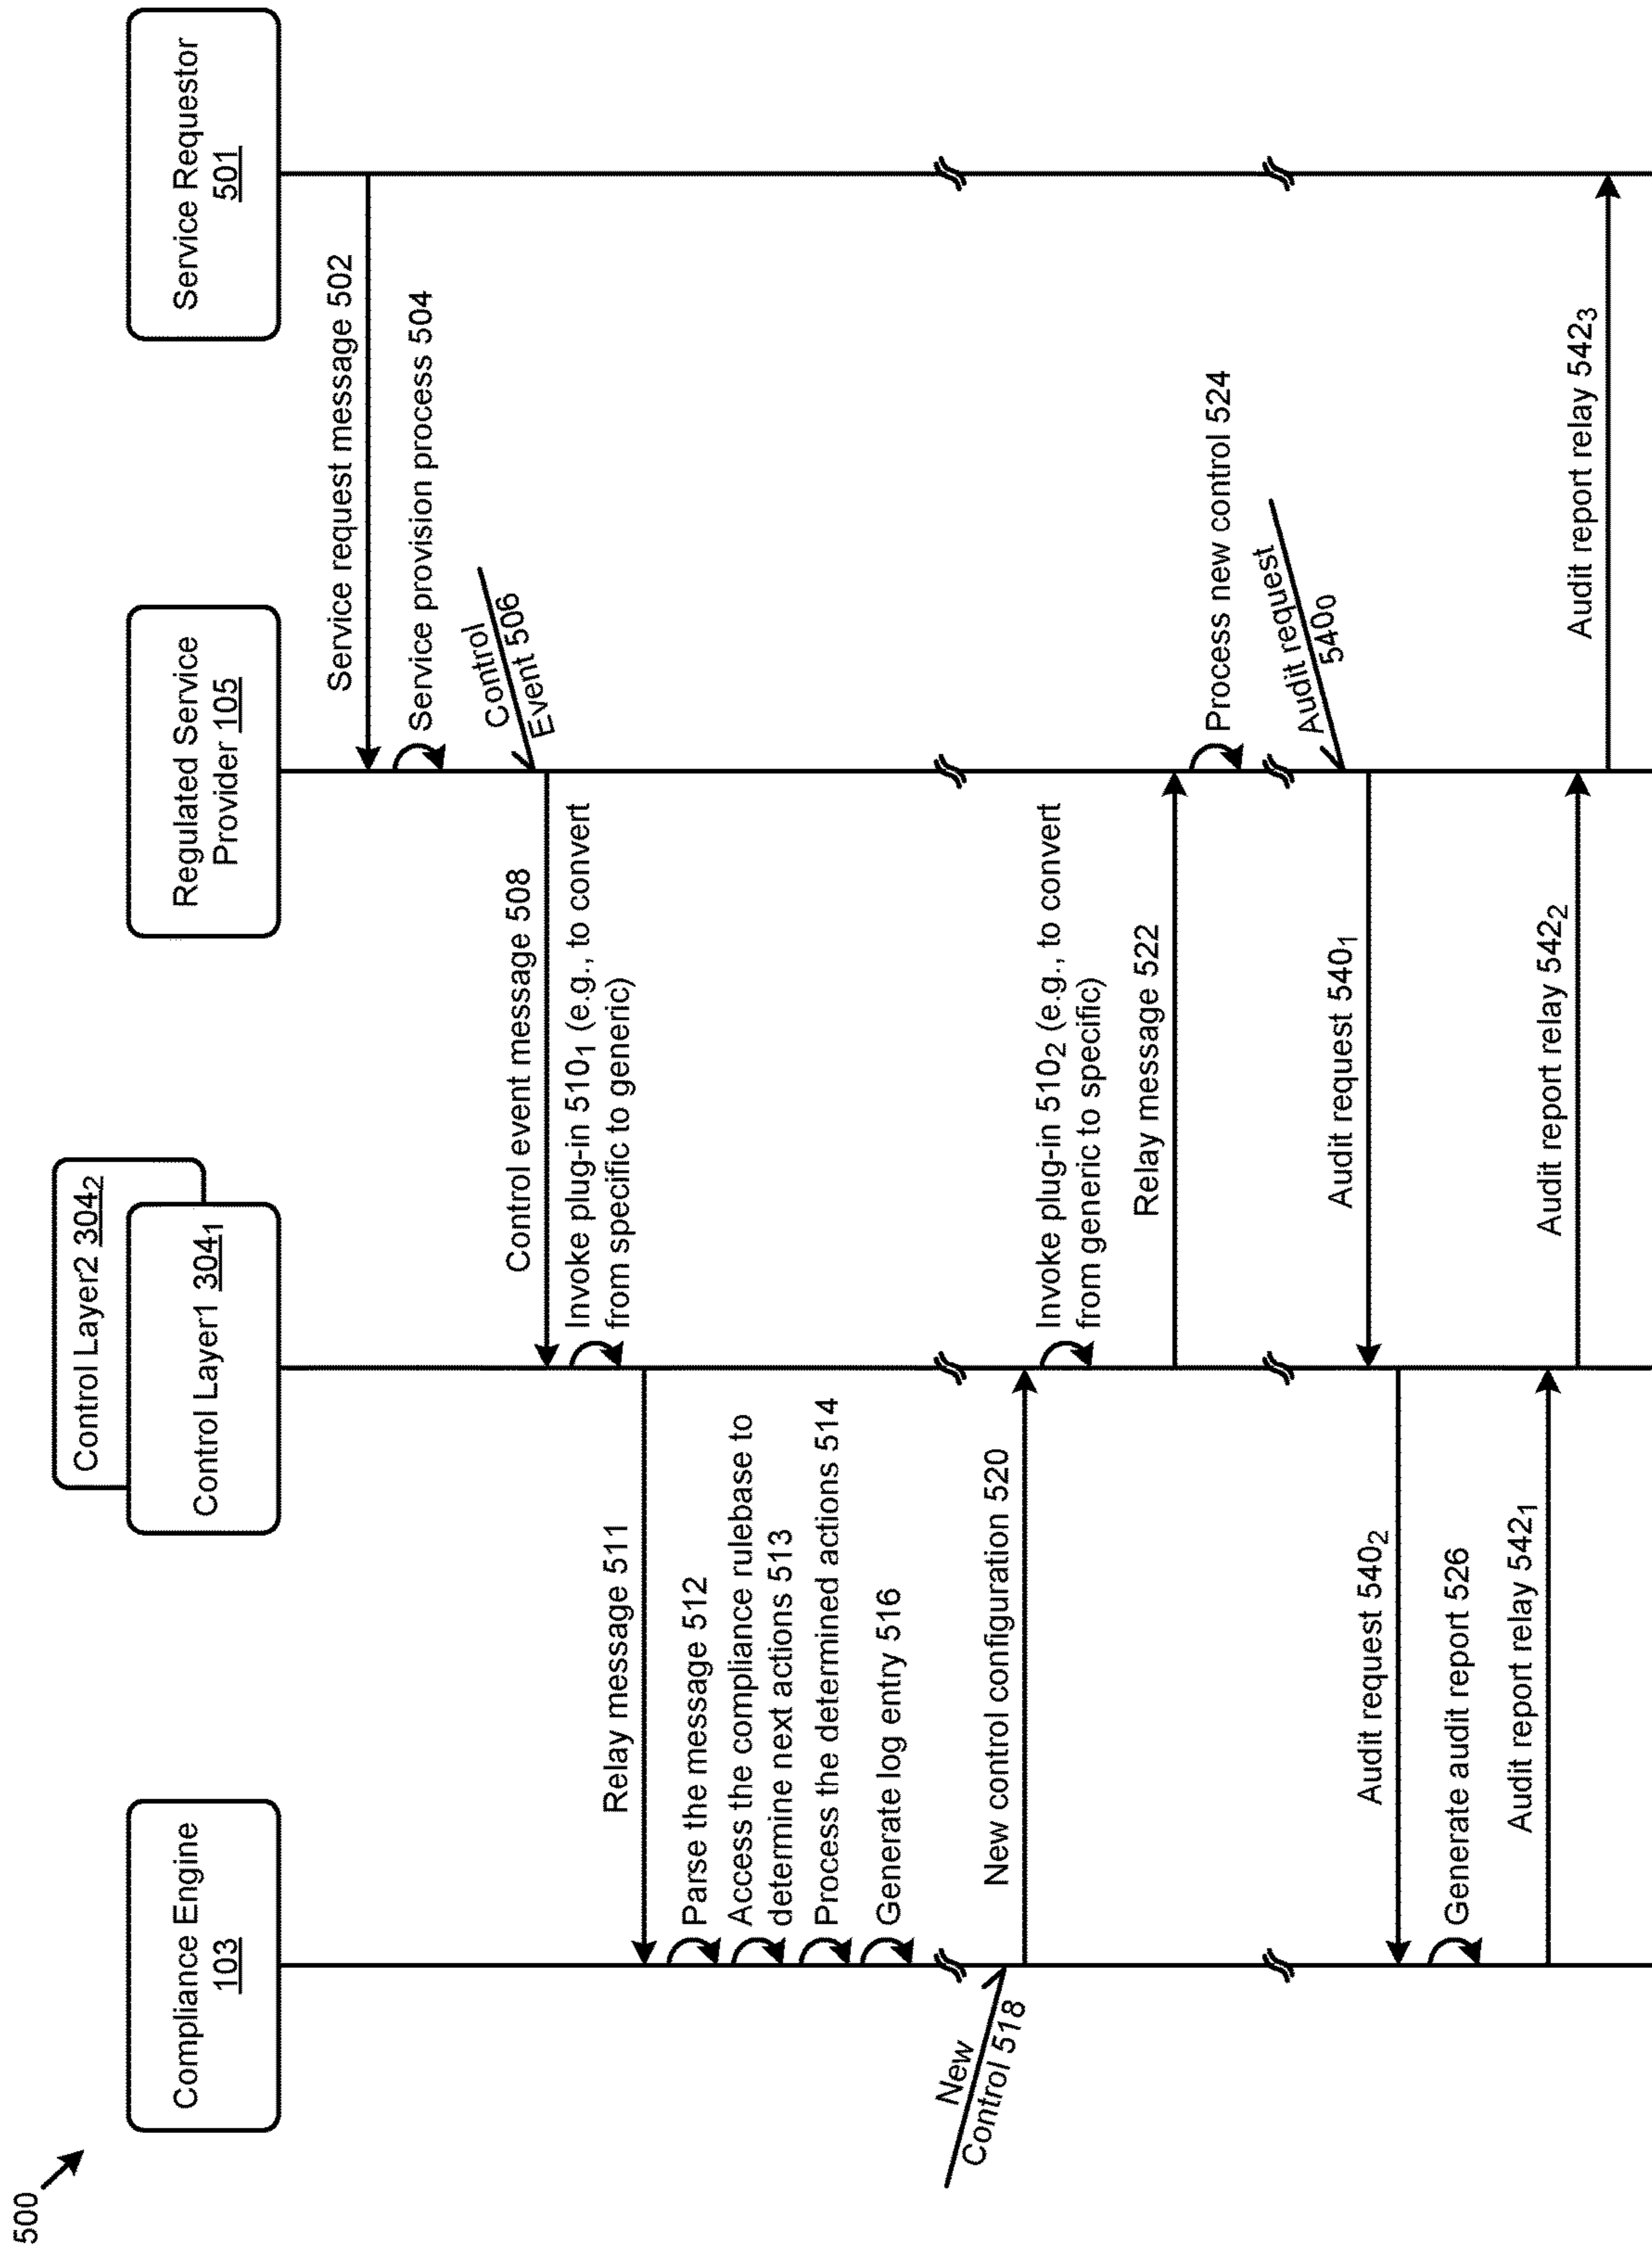 500
Compliance Engine
103
Control Layer2 304₂
Control Layer1 304₁
Regulated Service
Provider 105
Service Requestor
501
Service request message 502
Service provision process 504
Control
Event 506
Control event message 508
Invoke plug-in 510₁ (e.g., to convert
from specific to generic)
Relay message 511
Parse the message 512
Access the compliance rulebase to
determine next actions 513
Process the determined actions 514
Generate log entry 516
New
Control 518
New control configuration 520
Invoke plug-in 510₂ (e.g., to convert
from generic to specific)
Relay message 522
Process new control 524
Audit request
540₀
Audit request 540₁
Audit request 540₂
Generate audit report 526
Audit report relay 542₁
Audit report relay 542₂
Audit report relay 542₃